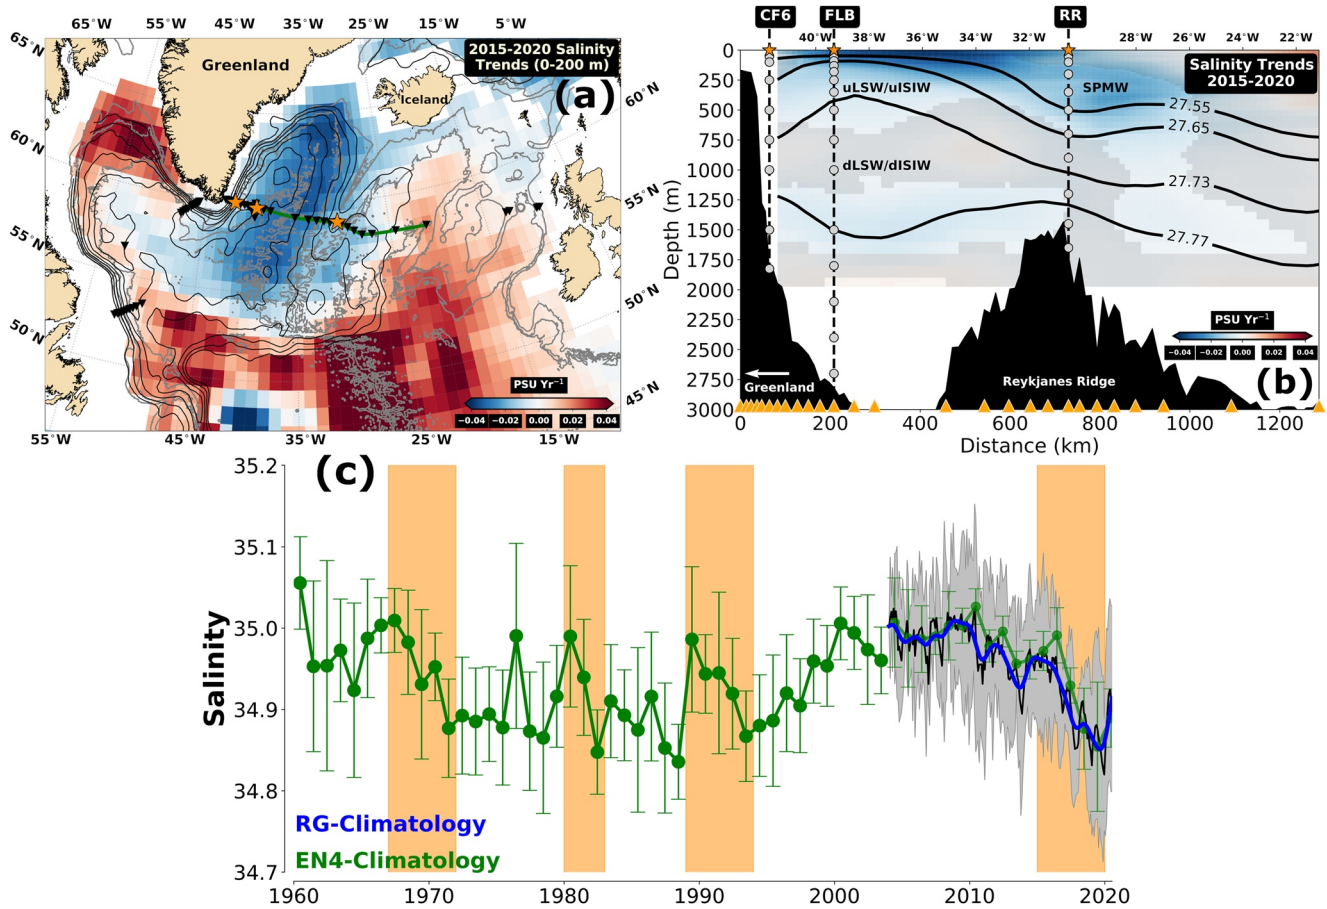 65°W 55°W 45°W 35°W 25°W 15°W 5°W
65°N
60°N
55°N
50°N
2015-2020 Salinity
Trends (0-200 m)
(a)
Greenland
Iceland
60°N
55°N
50°N
45°N
PSU Yr⁻¹
−0.04 −0.02 0.00 0.02 0.04
55°W 45°W 35°W 25°W 15°W
CF6 FLB RR
40°W 38°W 36°W 34°W 32°W 30°W 28°W 26°W 24°W 22°W
0
250
500
750
1000
1250
1500
1750
2000
2250
2500
2750
3000
Depth (m)
Salinity Trends
2015-2020
uLSW/uISIW
SPMW
dLSW/dISIW
27.55
27.65
27.73
27.77
PSU Yr⁻¹
−0.04 −0.02 0.00 0.02 0.04
(b)
Greenland
Reykjanes Ridge
0 200 400 600 800 1000 1200
Distance (km)
(c)
35.2
35.1
35.0
34.9
34.8
34.7
Salinity
RG-Climatology
EN4-Climatology
1960 1970 1980 1990 2000 2010 2020